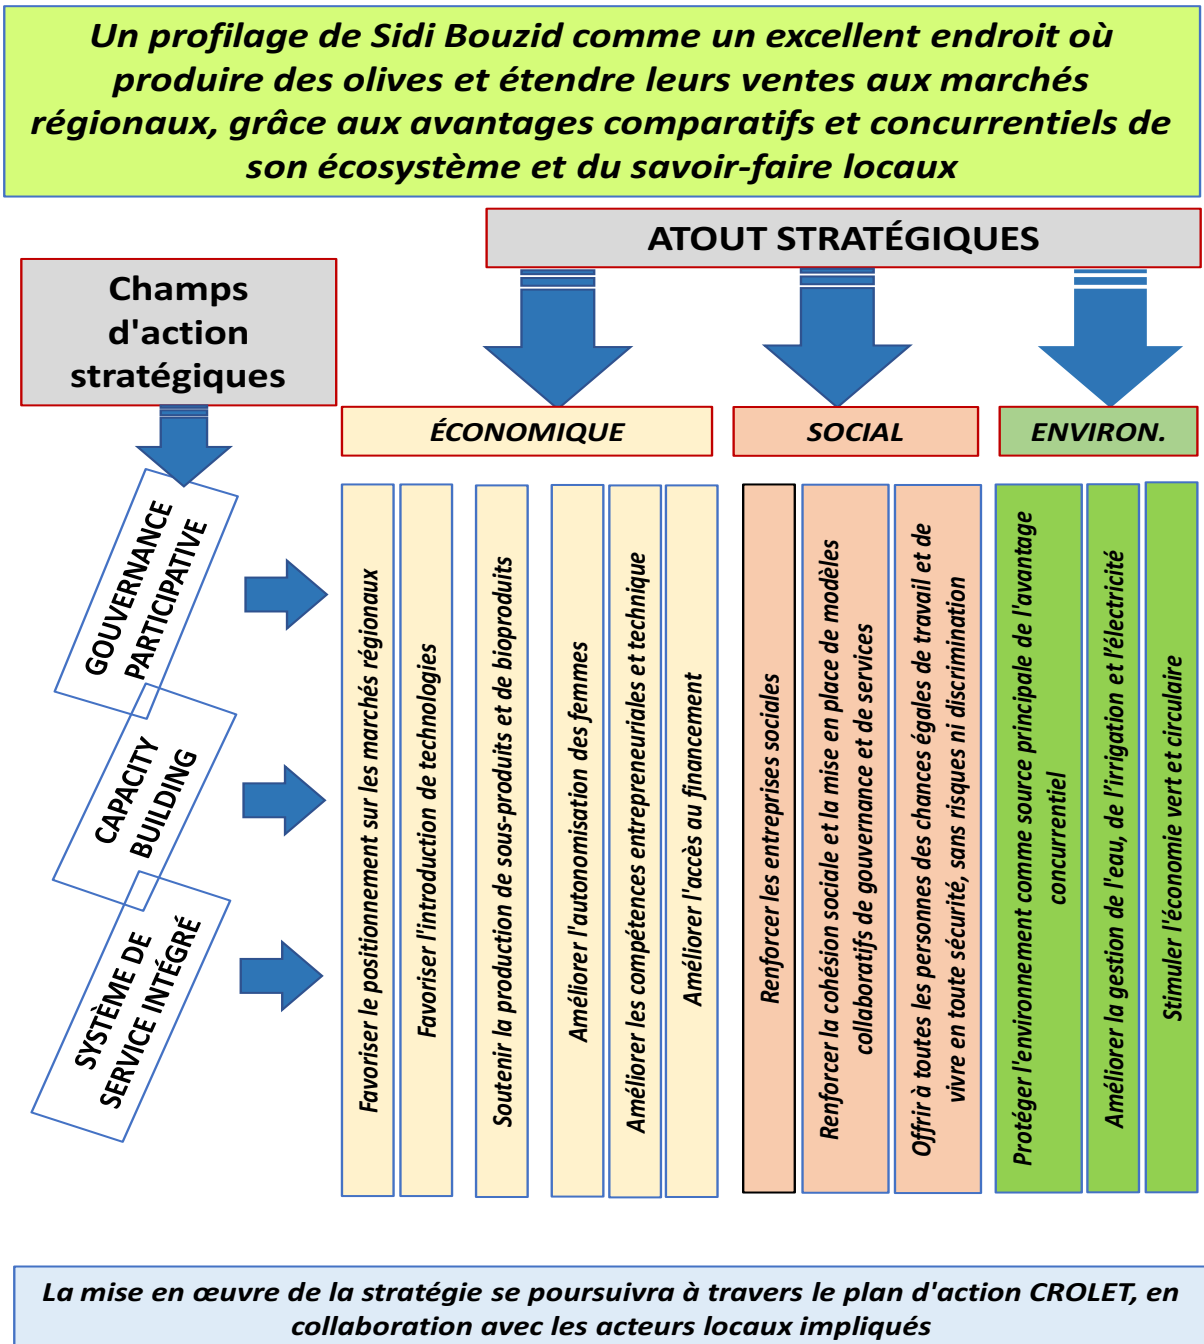 Un profilage de Sidi Bouzid comme un excellent endroit où
produire des olives et étendre leurs ventes aux marchés
régionaux, grâce aux avantages comparatifs et concurrentiels de
son écosystème et du savoir-faire locaux
ATOUT STRATÉGIQUES
Champs
d'action
stratégiques
ÉCONOMIQUE
SOCIAL
ENVIRON.
GOUVERNANCE
PARTICIPATIVE
CAPACITY
BUILDING
SYSTÈME DE
SERVICE INTÉGRÉ
Favoriser le positionnement sur les marchés régionaux
Favoriser l'introduction de technologies
Soutenir la production de sous-produits et de bioproduits
Améliorer l'autonomisation des femmes
Améliorer les compétences entrepreneuriales et technique
Améliorer l'accès au financement
Renforcer les entreprises sociales
Renforcer la cohésion sociale et la mise en place de modèles
collaboratifs de gouvernance et de services
Offrir à toutes les personnes des chances égales de travail et de
vivre en toute sécurité, sans risques ni discrimination
Protéger l'environnement comme source principale de l'avantage
concurrentiel
Améliorer la gestion de l'eau, de l'irrigation et l'électricité
Stimuler l'économie vert et circulaire
La mise en œuvre de la stratégie se poursuivra à travers le plan d'action CROLET, en
collaboration avec les acteurs locaux impliqués